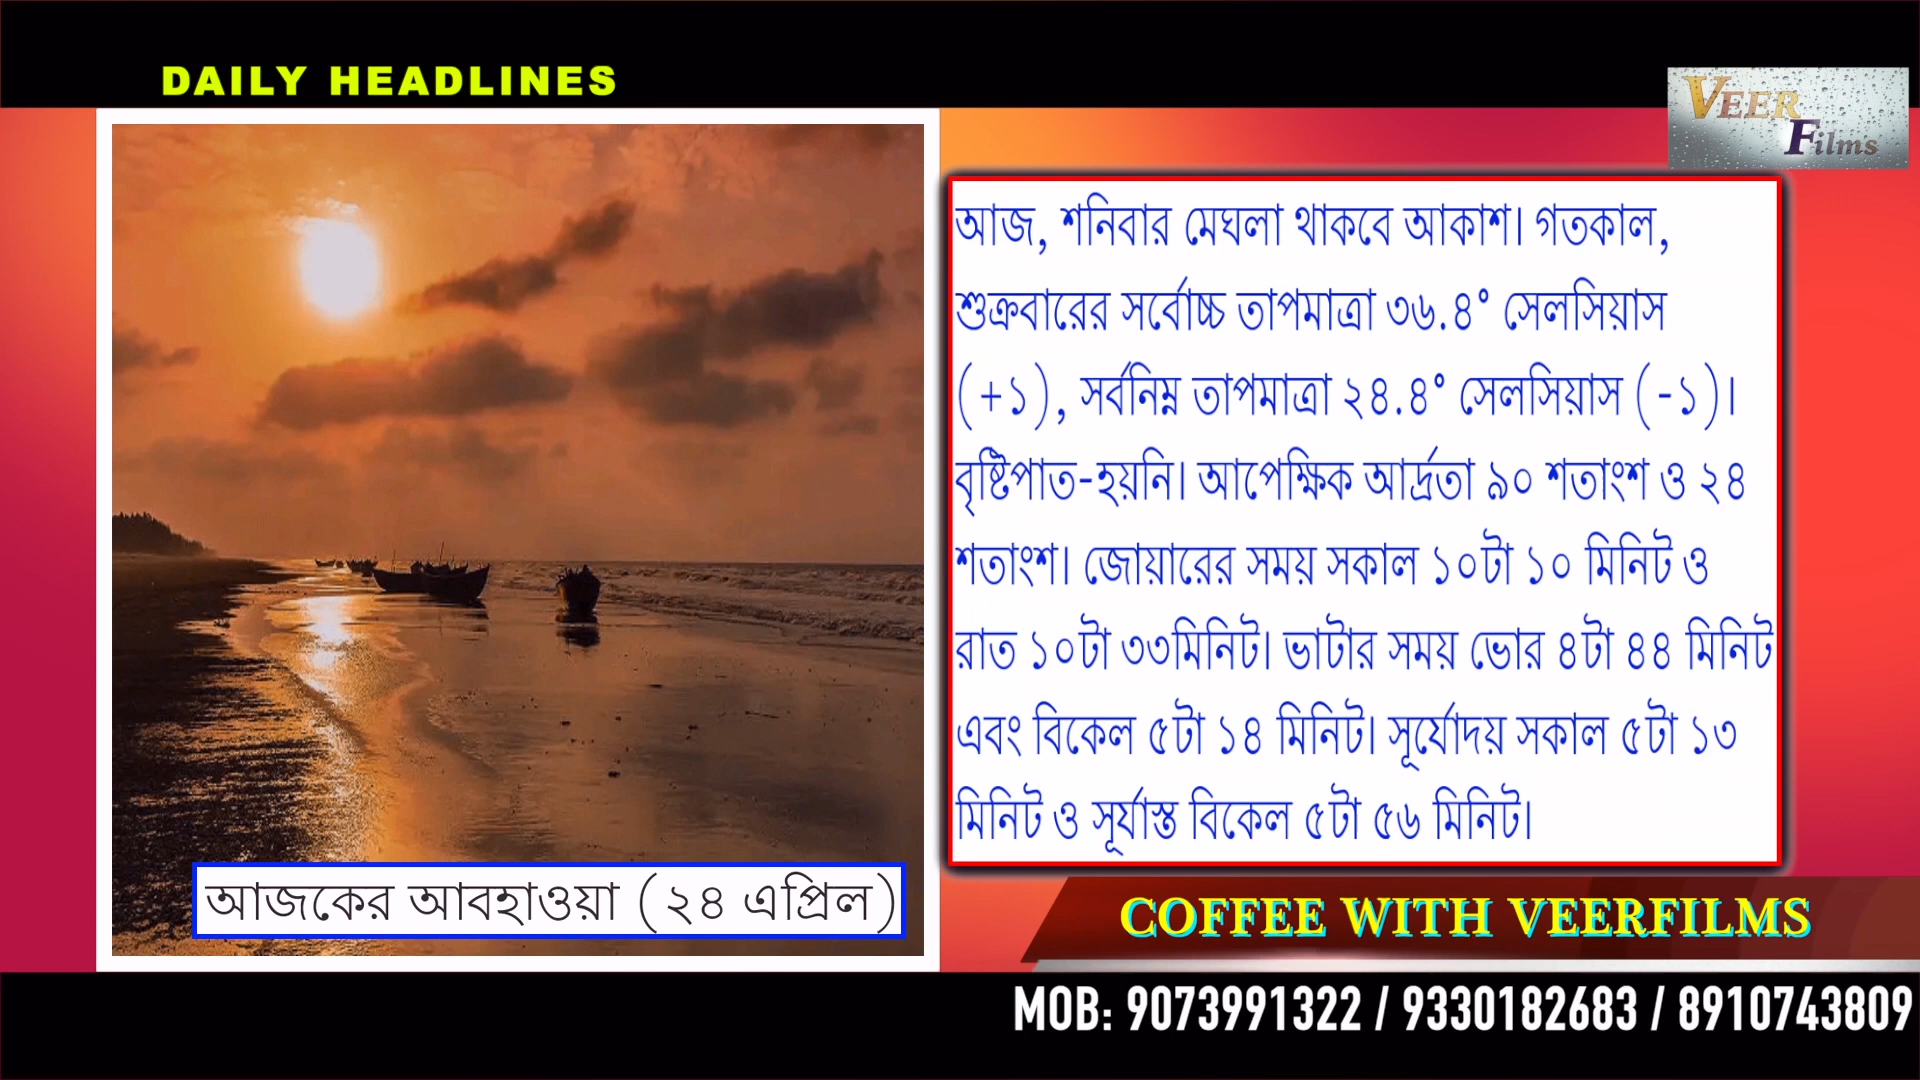 DAILY HEADLINES
VEER
Films
আজ, শনিবার মেঘলা থাকবে আকাশ। গতকাল,
শুক্রবারের সর্বোচ্চ তাপমাত্রা ৩৬.৪° সেলসিয়াস
(+১), সর্বনিম্ন তাপমাত্রা ২৪.৪° সেলসিয়াস (-১)।
বৃষ্টিপাত-হয়নি। আপেক্ষিক আর্দ্রতা ৯০ শতাংশ ও ২৪
শতাংশ। জোয়ারের সময় সকাল ১০টা ১০ মিনিট ও
রাত ১০টা ৩৩মিনিট। ভাটার সময় ভোর ৪টা ৪৪ মিনিট
এবং বিকেল ৫টা ১৪ মিনিট। সূর্যোদয় সকাল ৫টা ১৩
মিনিট ও সূর্যাস্ত বিকেল ৫টা ৫৬ মিনিট।
আজকের আবহাওয়া (২৪ এপ্রিল)
COFFEE WITH VEERFILMS
MOB: 9073991322 / 9330182683 / 8910743809